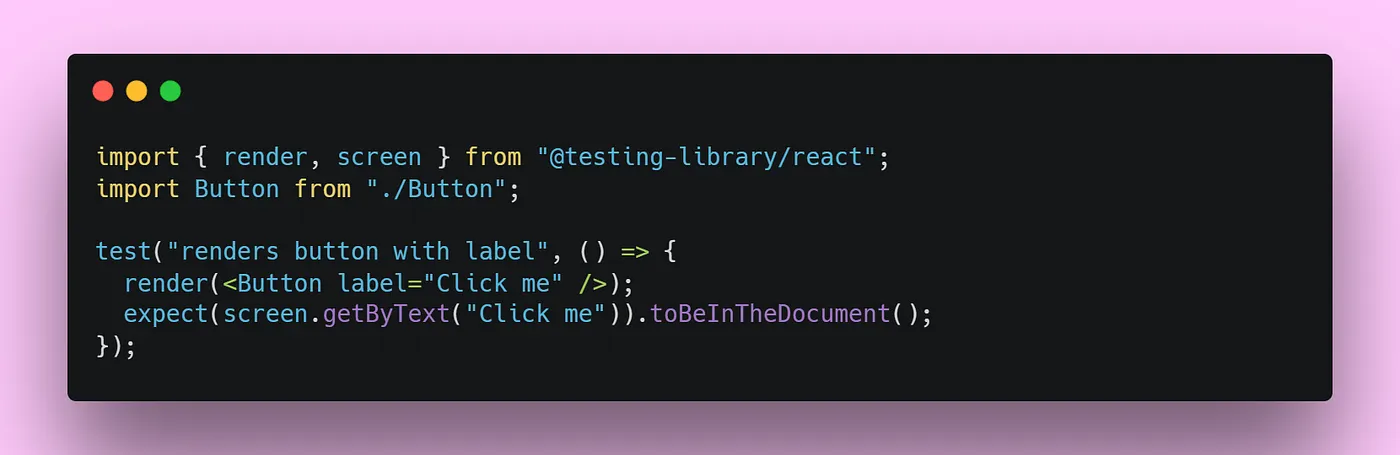 import { render, screen } from "@testing-library/react";
import Button from "./Button";
test("renders button with label", () => {
  render(<Button label="Click me" />);
  expect(screen.getByText("Click me")).toBeInTheDocument();
});